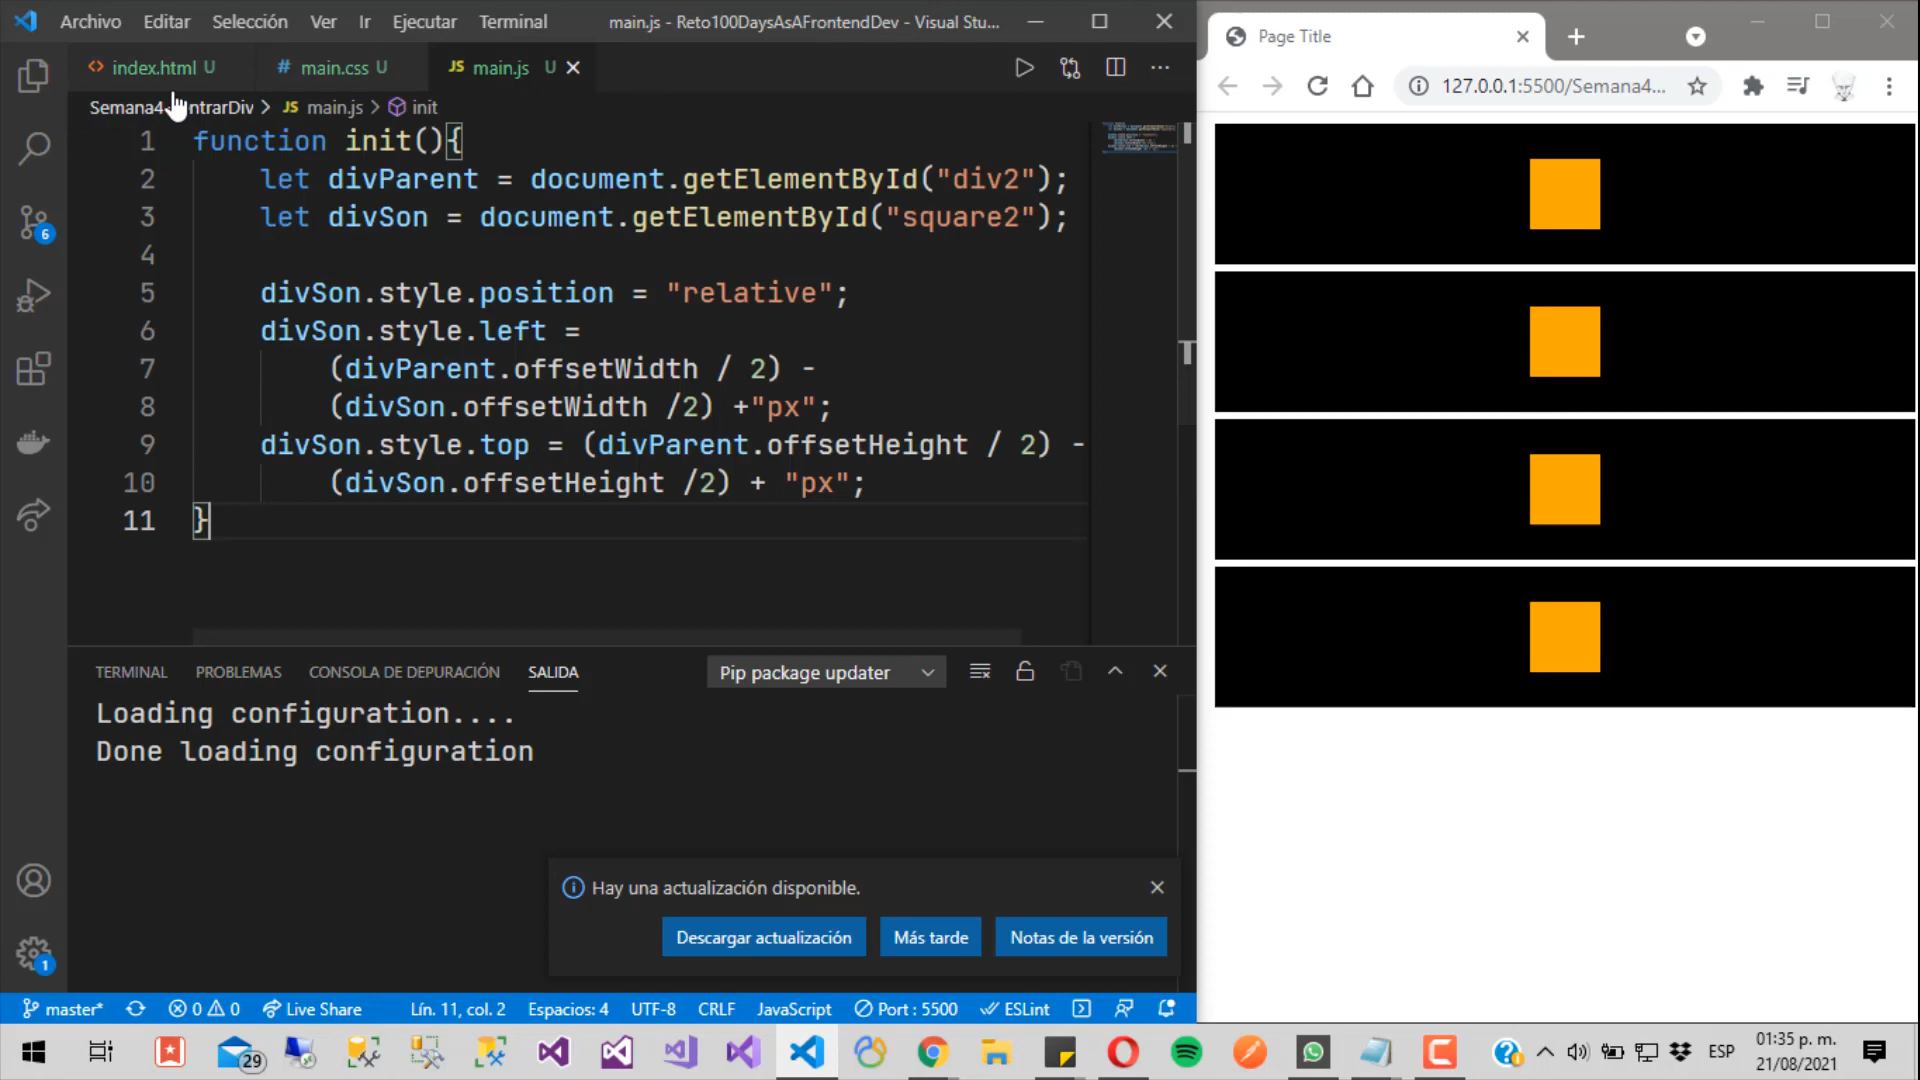 Archivo Editar Selección Ver Ir Ejecutar Terminal main.js - Reto100DaysAsAFrontendDev - Visual Stu...
index.html U # main.css U JS main.js U
Semana4 ntrarDiv > JS main.js > init
1 function init(){
2 let divParent = document.getElementById("div2");
3 let divSon = document.getElementById("square2");
4
5 divSon.style.position = "relative";
6 divSon.style.left =
7 (divParent.offsetWidth / 2) -
8 (divSon.offsetWidth /2) +"px";
9 divSon.style.top = (divParent.offsetHeight / 2) -
10 (divSon.offsetHeight /2) + "px";
11 }
6
TERMINAL PROBLEMAS CONSOLA DE DEPURACIÓN SALIDA Pip package updater
Loading configuration....
Done loading configuration
Hay una actualización disponible.
Descargar actualización Más tarde Notas de la versión
1
master* 0 0 Live Share Lín. 11, col. 2 Espacios: 4 UTF-8 CRLF JavaScript Port : 5500 ESLint
Page Title
127.0.0.1:5500/Semana4...
29
ESP
01:35 p. m.
21/08/2021